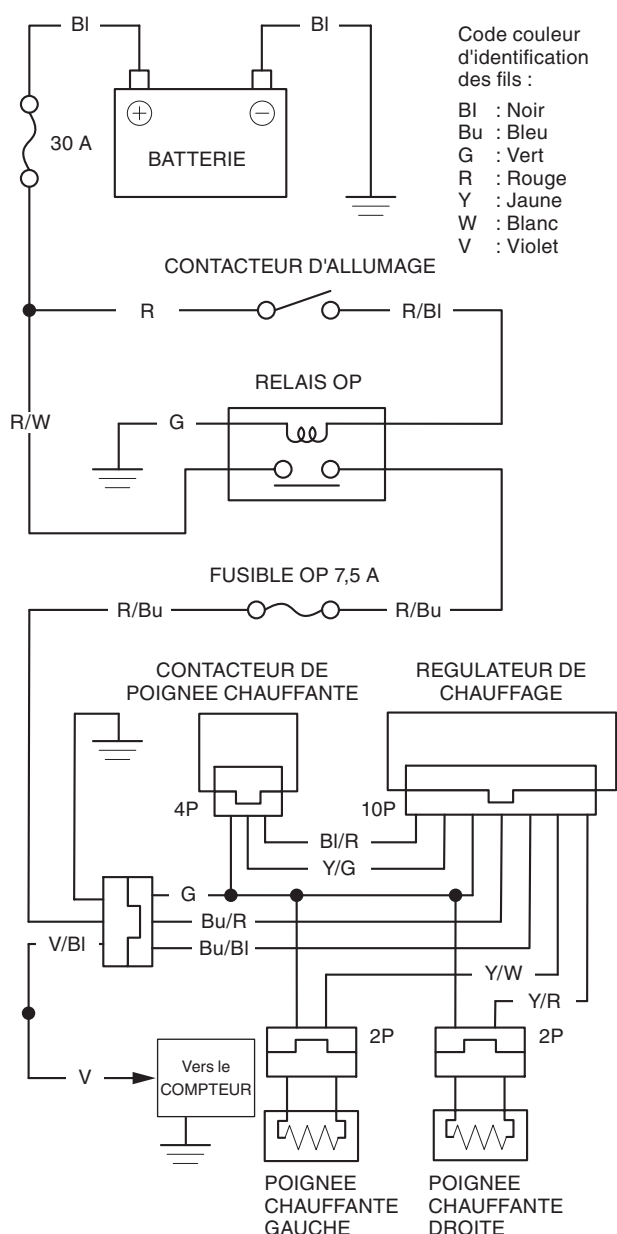 Bl
Bl
Code couleur
d'identification
des fils :
Bl : Noir
Bu : Bleu
G : Vert
R : Rouge
Y : Jaune
W : Blanc
V : Violet
30 A
+
−
BATTERIE
CONTACTEUR D'ALLUMAGE
R
R/Bl
RELAIS OP
R/W
G
FUSIBLE OP 7,5 A
R/Bu
R/Bu
CONTACTEUR DE
POIGNEE CHAUFFANTE
REGULATEUR DE
CHAUFFAGE
4P
10P
Bl/R
Y/G
G
Bu/R
V/Bl
Bu/Bl
Y/W
Y/R
2P
2P
V
Vers le
COMPTEUR
POIGNEE
CHAUFFANTE
GAUCHE
POIGNEE
CHAUFFANTE
DROITE